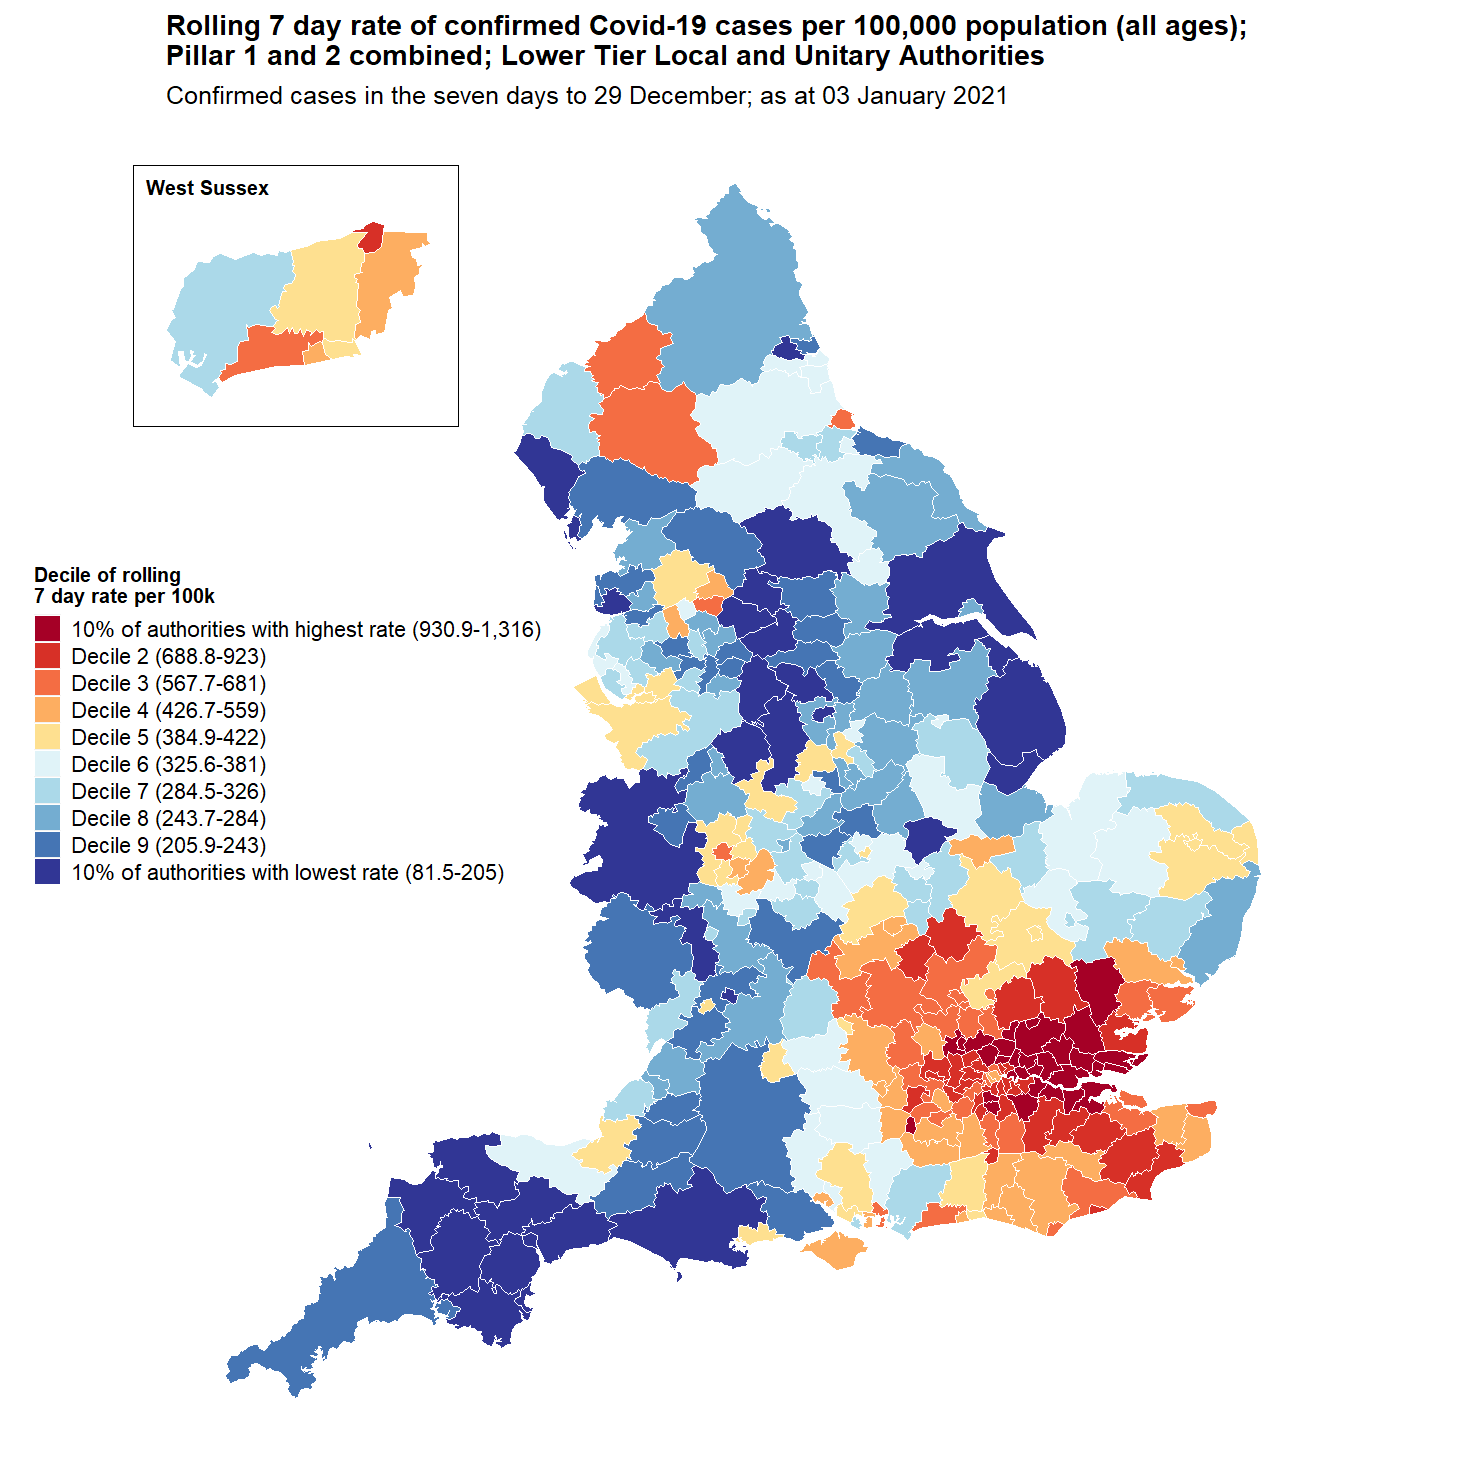 Rolling 7 day rate of confirmed Covid-19 cases per 100,000 population (all ages);
Pillar 1 and 2 combined; Lower Tier Local and Unitary Authorities
Confirmed cases in the seven days to 29 December; as at 03 January 2021
West Sussex
Decile of rolling
7 day rate per 100k
10% of authorities with highest rate (930.9-1,316)
Decile 2 (688.8-923)
Decile 3 (567.7-681)
Decile 4 (426.7-559)
Decile 5 (384.9-422)
Decile 6 (325.6-381)
Decile 7 (284.5-326)
Decile 8 (243.7-284)
Decile 9 (205.9-243)
10% of authorities with lowest rate (81.5-205)